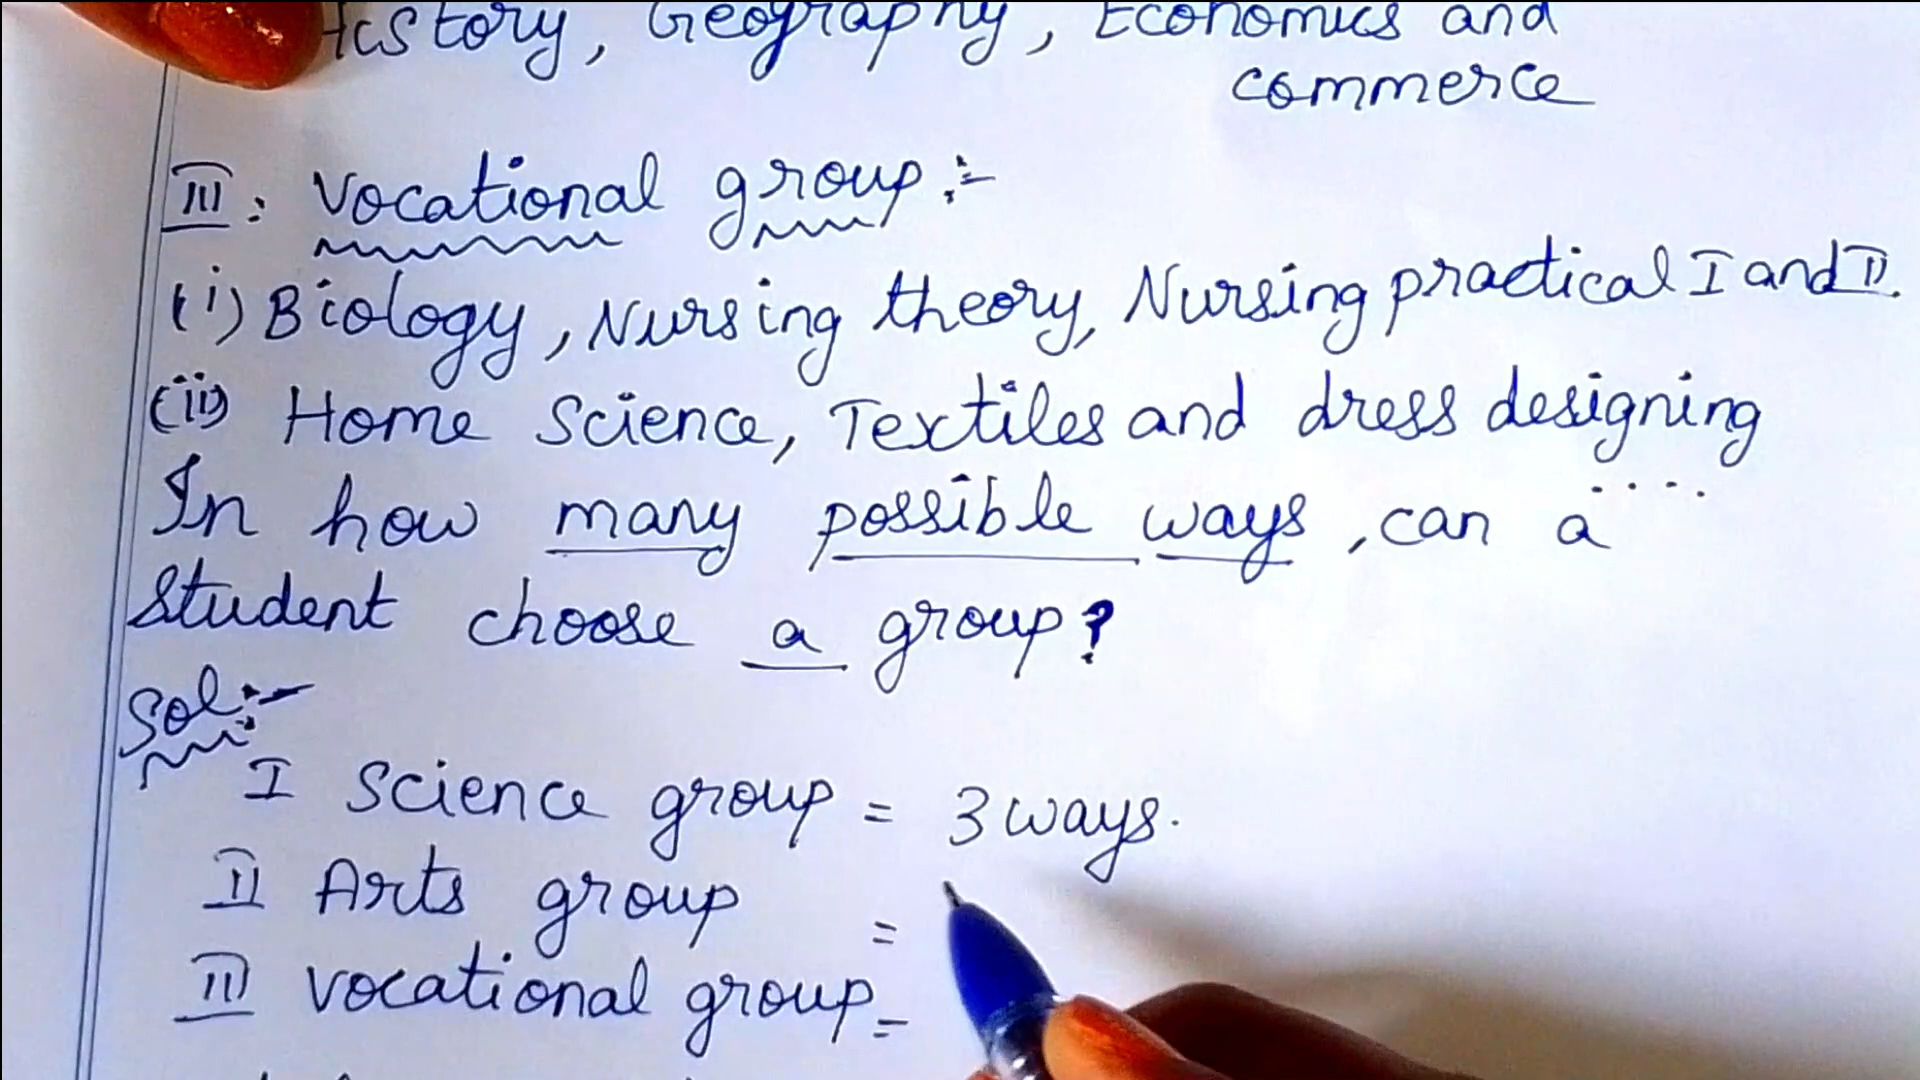 History, Geography, Economics and
commerce
III: Vocational group:-
(i) Biology, Nursing theory, Nursing practical I and II.
(ii) Home Science, Textiles and dress designing
In how many possible ways, can a
Student choose a group?
Sol:-
I Science group = 3 ways.
II Arts group =
III vocational group =